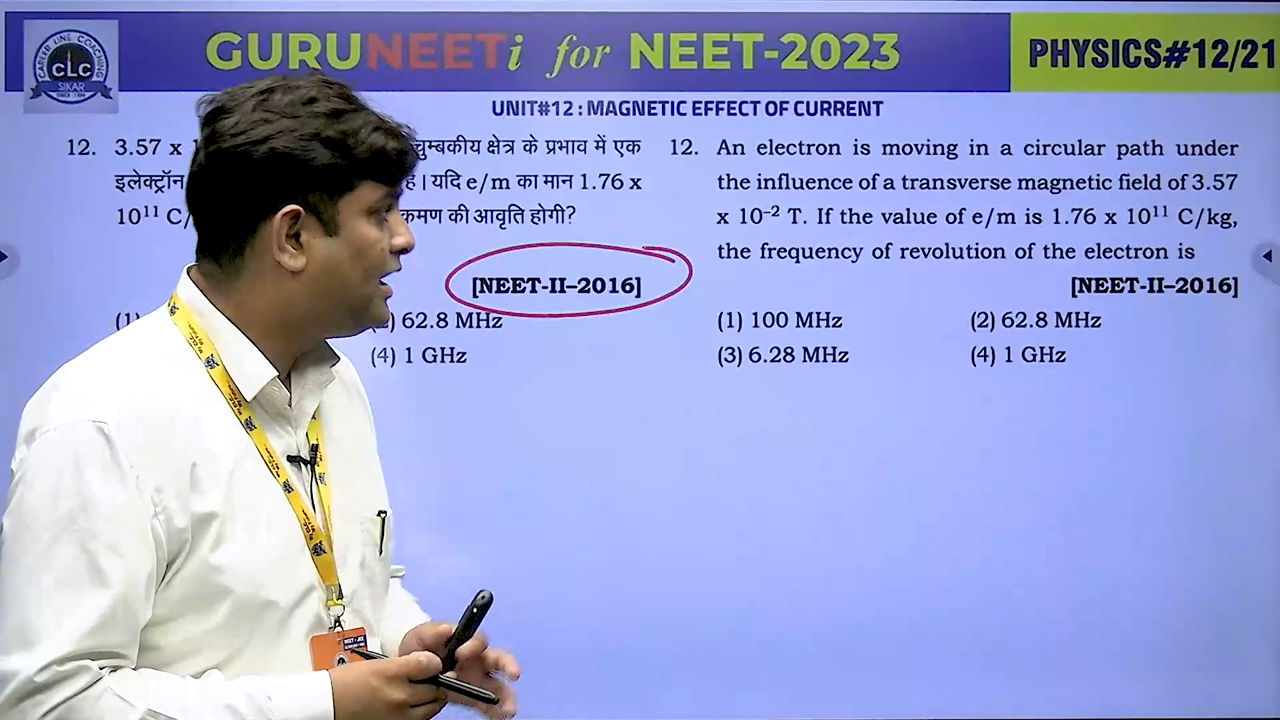 GURUNEETi for NEET-2023
PHYSICS#12/21
CAREER LINE COACHING
CLC
SIKAR
UNIT#12 : MAGNETIC EFFECT OF CURRENT
12. 3.57 x
चुम्बकीय क्षेत्र के प्रभाव में एक
इलेक्ट्रॉन
है। यदि e/m का मान 1.76 x
10¹¹ C/
की आवृति होगी?
[NEET-II–2016]
(1)
62.8 MHz
(4) 1 GHz
12. An electron is moving in a circular path under
the influence of a transverse magnetic field of 3.57
x 10⁻² T. If the value of e/m is 1.76 x 10¹¹ C/kg,
the frequency of revolution of the electron is
[NEET-II–2016]
(1) 100 MHz (2) 62.8 MHz
(3) 6.28 MHz (4) 1 GHz